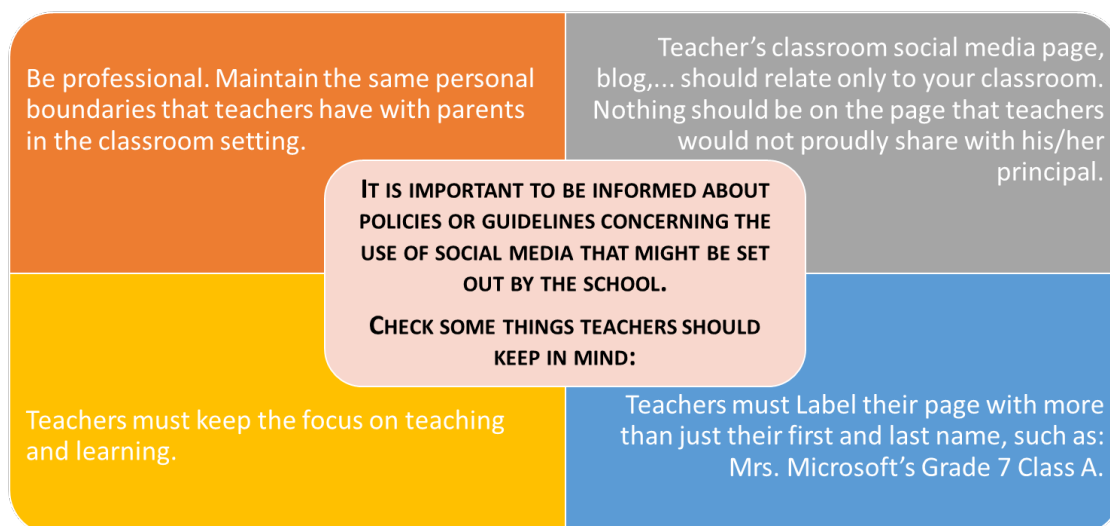 Be professional. Maintain the same personal
boundaries that teachers have with parents
in the classroom setting.
Teacher’s classroom social media page,
blog,... should relate only to your classroom.
Nothing should be on the page that teachers
would not proudly share with his/her
principal.
IT IS IMPORTANT TO BE INFORMED ABOUT
POLICIES OR GUIDELINES CONCERNING THE
USE OF SOCIAL MEDIA THAT MIGHT BE SET
OUT BY THE SCHOOL.
CHECK SOME THINGS TEACHERS SHOULD
KEEP IN MIND:
Teachers must keep the focus on teaching
and learning.
Teachers must Label their page with more
than just their first and last name, such as:
Mrs. Microsoft’s Grade 7 Class A.